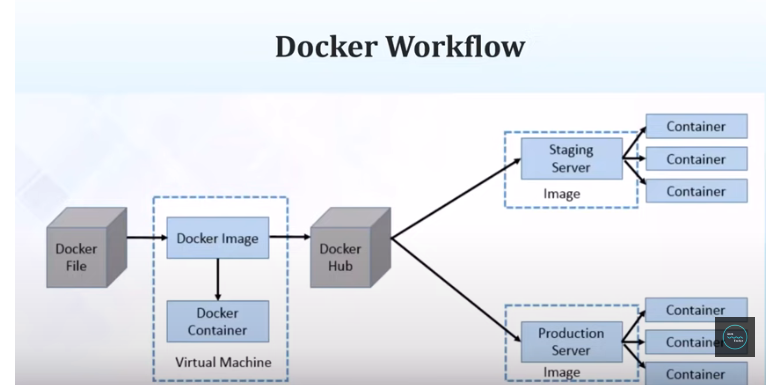 Docker Workflow
Docker
File
Docker Image
Docker
Container
Virtual Machine
Docker
Hub
Staging
Server
Image
Container
Container
Container
Production
Server
Image
Container
Container
Container